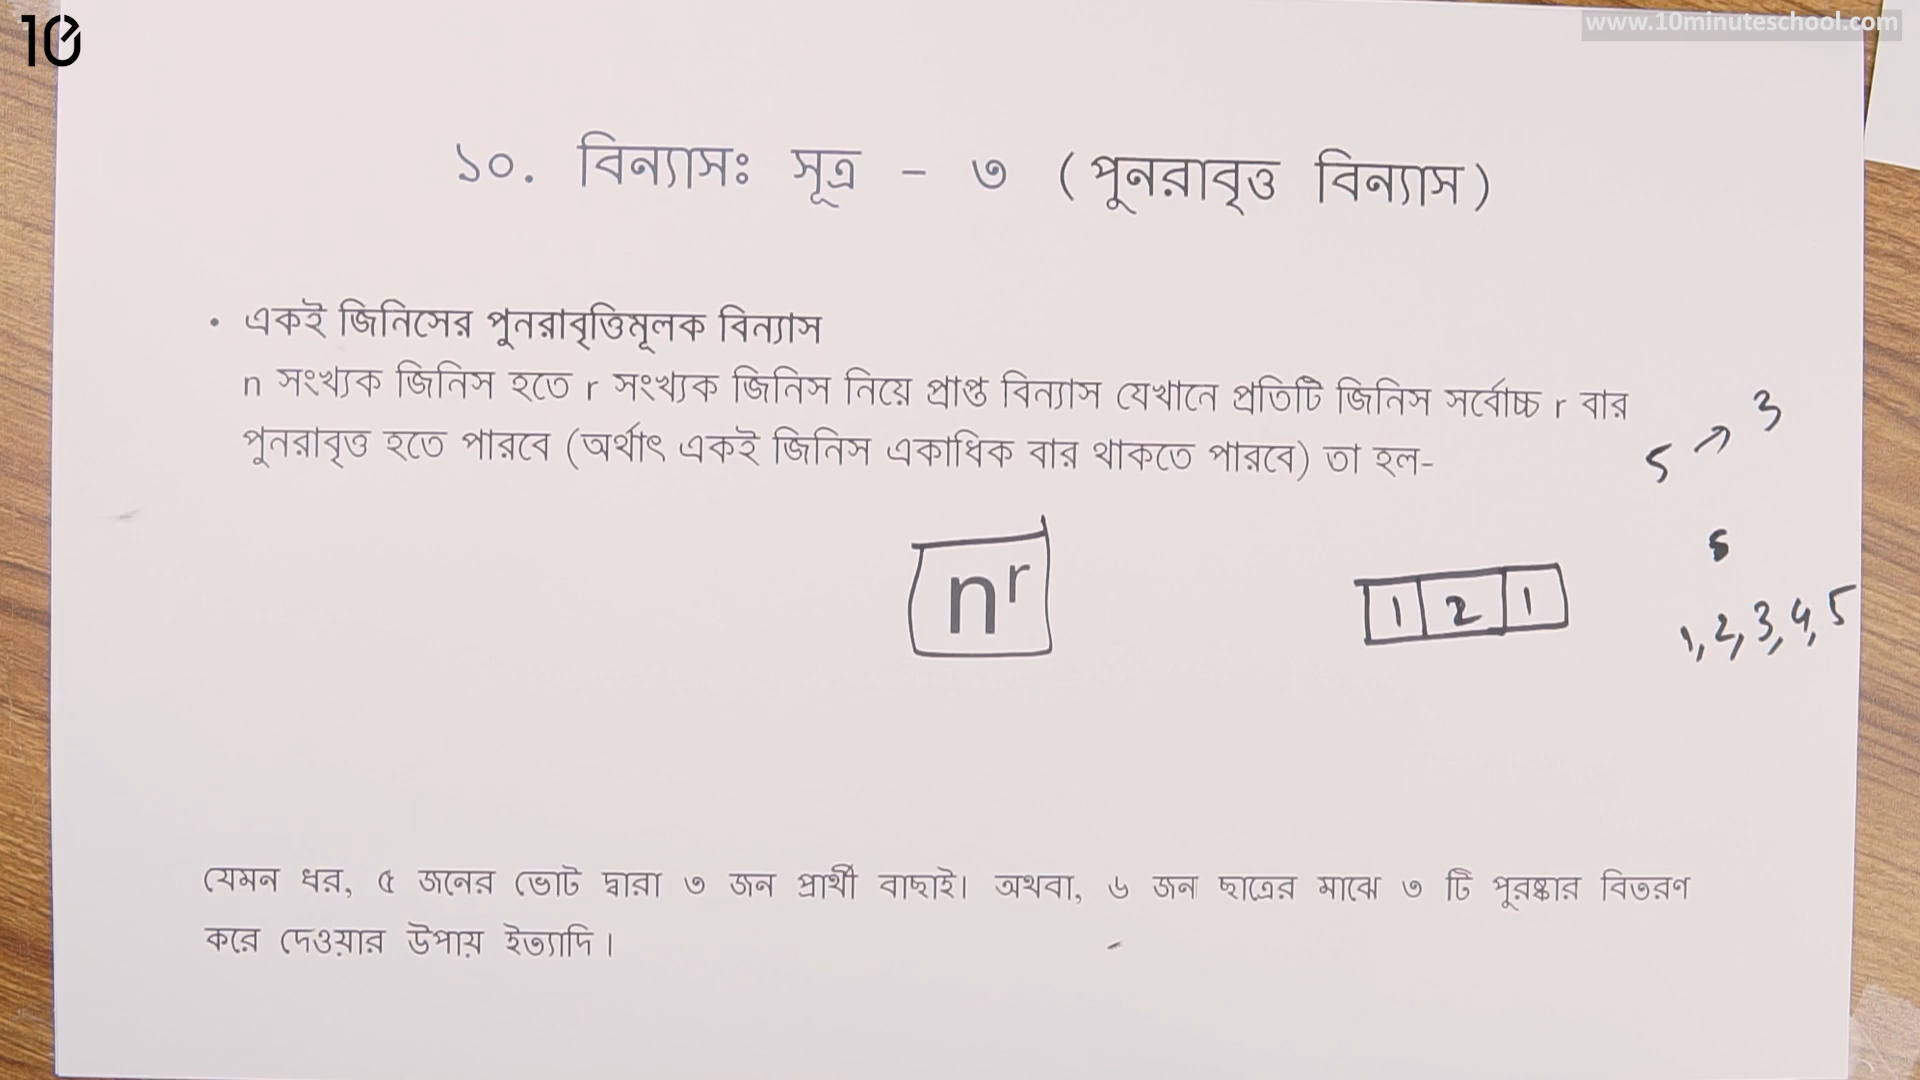 10
www.10minuteschool.com
১০. বিন্যাসঃ সূত্র - ৩ (পুনরাবৃত্ত বিন্যাস)
• একই জিনিসের পুনরাবৃত্তিমূলক বিন্যাস
n সংখ্যক জিনিস হতে r সংখ্যক জিনিস নিয়ে প্রাপ্ত বিন্যাস যেখানে প্রতিটি জিনিস সর্বোচ্চ r বার
পুনরাবৃত্ত হতে পারবে (অর্থাৎ একই জিনিস একাধিক বার থাকতে পারবে) তা হল-
5 ↗ 3
nʳ
1 2 1
1, 2, 3, 4, 5
যেমন ধর, ৫ জনের ভোট দ্বারা ৩ জন প্রার্থী বাছাই। অথবা, ৬ জন ছাত্রের মাঝে ৩ টি পুরষ্কার বিতরণ
করে দেওয়ার উপায় ইত্যাদি।